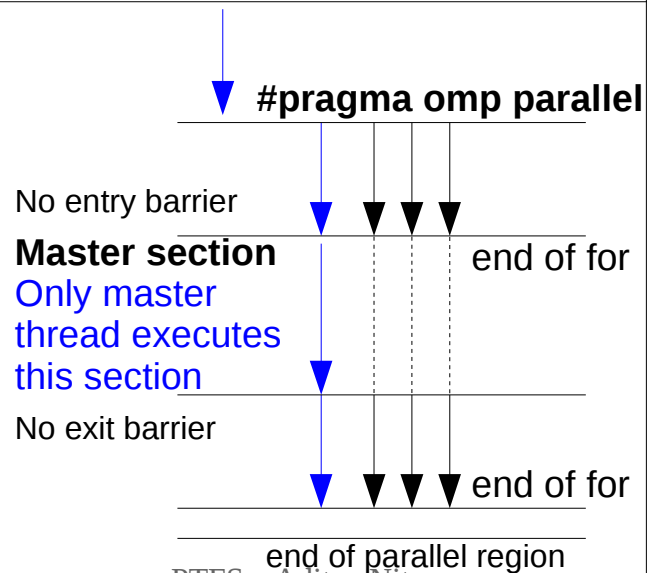 #pragma omp parallel
No entry barrier
Master section
end of for
Only master
thread executes
this section
No exit barrier
end of for
end of parallel region